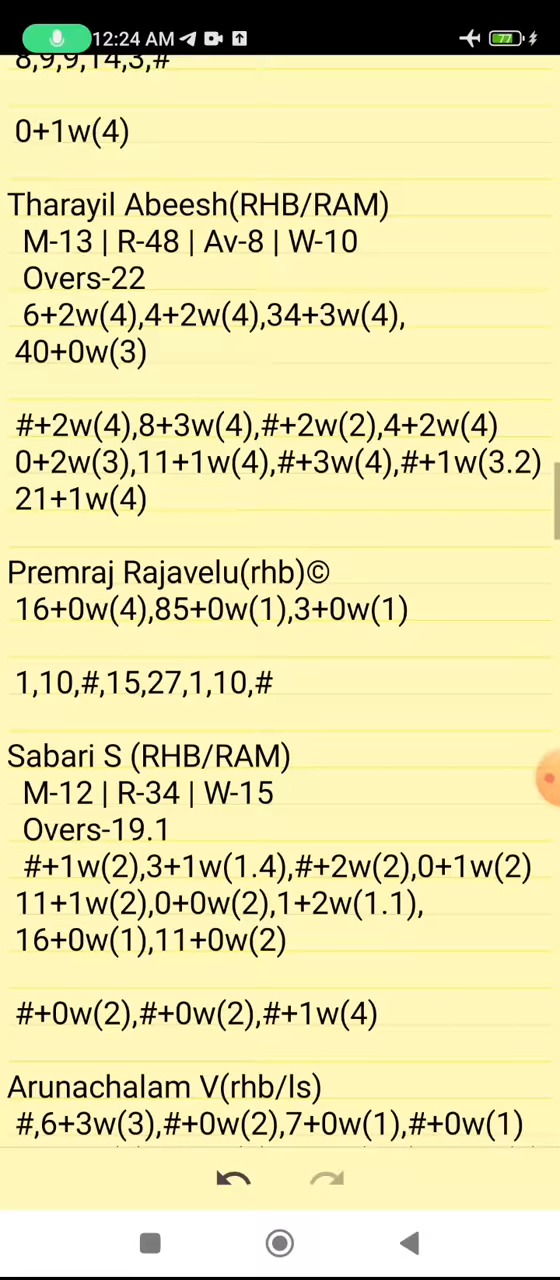 12:24 AM
77
8,9,9,14,3,#
0+1w(4)
Tharayil Abeesh(RHB/RAM)
M-13 | R-48 | Av-8 | W-10
Overs-22
6+2w(4),4+2w(4),34+3w(4),
40+0w(3)
#+2w(4),8+3w(4),#+2w(2),4+2w(4)
0+2w(3),11+1w(4),#+3w(4),#+1w(3.2)
21+1w(4)
Premraj Rajavelu(rhb)©
16+0w(4),85+0w(1),3+0w(1)
1,10,#,15,27,1,10,#
Sabari S (RHB/RAM)
M-12 | R-34 | W-15
Overs-19.1
#+1w(2),3+1w(1.4),#+2w(2),0+1w(2)
11+1w(2),0+0w(2),1+2w(1.1),
16+0w(1),11+0w(2)
#+0w(2),#+0w(2),#+1w(4)
Arunachalam V(rhb/ls)
#,6+3w(3),#+0w(2),7+0w(1),#+0w(1)